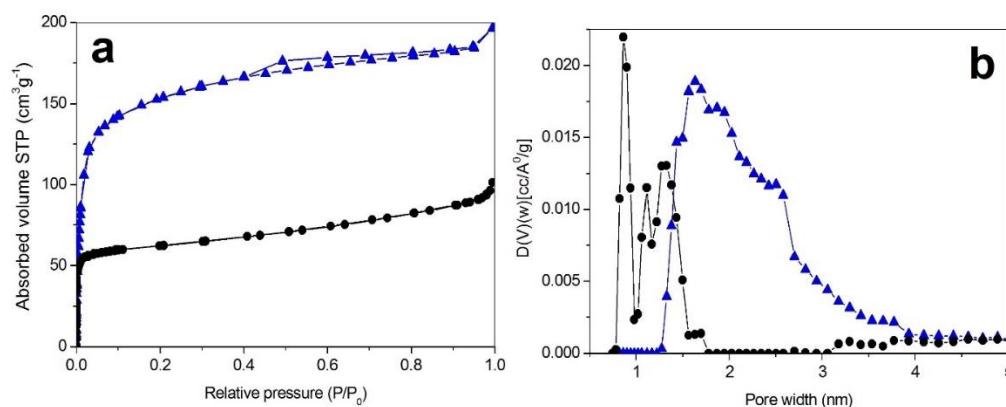 a
Absorbed volume STP (cm³g⁻¹)
200
150
100
50
0
0.0 0.2 0.4 0.6 0.8 1.0
Relative pressure (P/P₀)
b
D(V)(w)[cc/A⁰/g]
0.020
0.015
0.010
0.005
0.000
1 2 3 4 5
Pore width (nm)